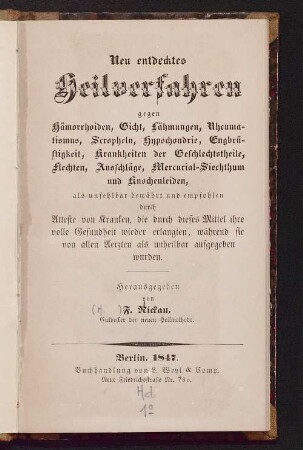 Neu entdecktes
Heilverfahren
gegen
Hämorrhoiden, Gicht, Lähmungen, Rheuma-
tismus, Scropheln, Hypochondrie, Engbrü-
stigkeit, Krankheiten der Geschlechtstheile,
Flechten, Ausschläge, Mercurial-Siechthum
und Knochenleiden,
als unfehlbar bewährt und empfohlen
durch
Atteste von Kranken, die durch dieses Mittel ihre
volle Gesundheit wieder erlangten, während sie
von allen Aerzten als unheilbar aufgegeben
wurden.
Herausgegeben
von
F. Nickau,
Entdecker der neuen Heilmethode.
Berlin, 1847.
Buchhandlung von L. Weyl & Comp.
Neue Friedrichsstraße Nr.